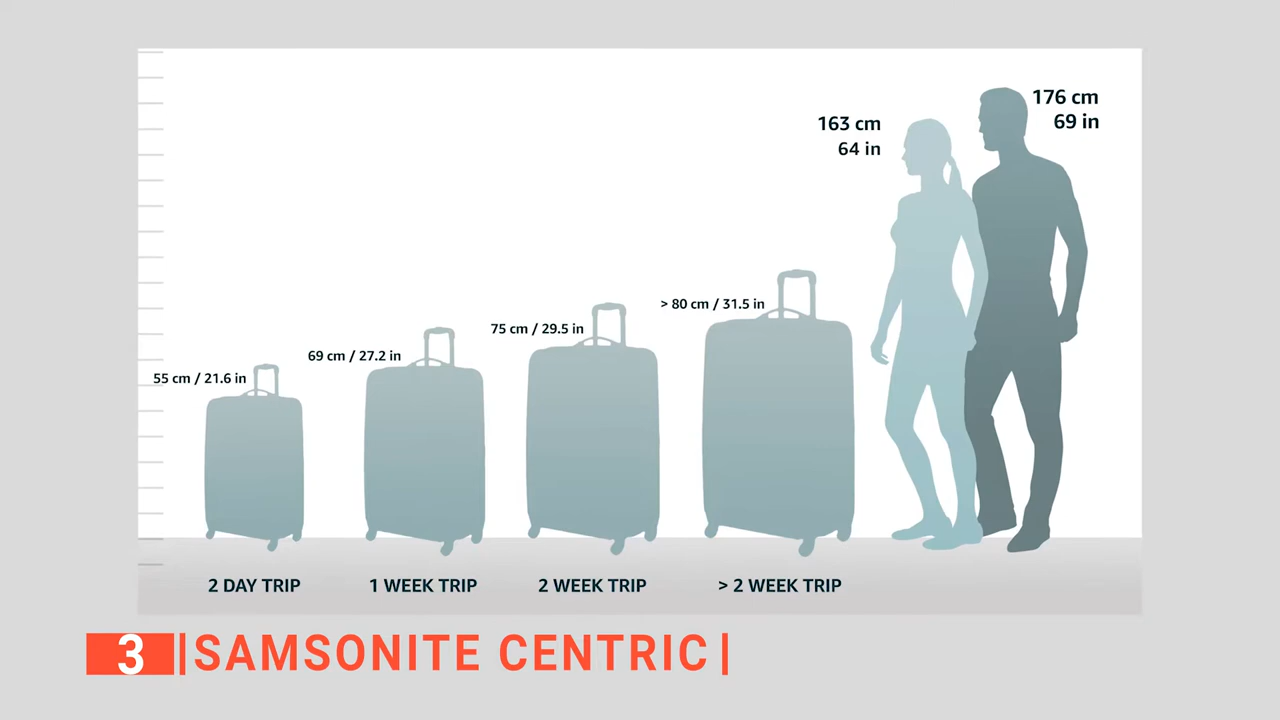 176 cm
69 in
163 cm
64 in
> 80 cm / 31.5 in
75 cm / 29.5 in
69 cm / 27.2 in
55 cm / 21.6 in
2 DAY TRIP
1 WEEK TRIP
2 WEEK TRIP
> 2 WEEK TRIP
3 |SAMSONITE CENTRIC|